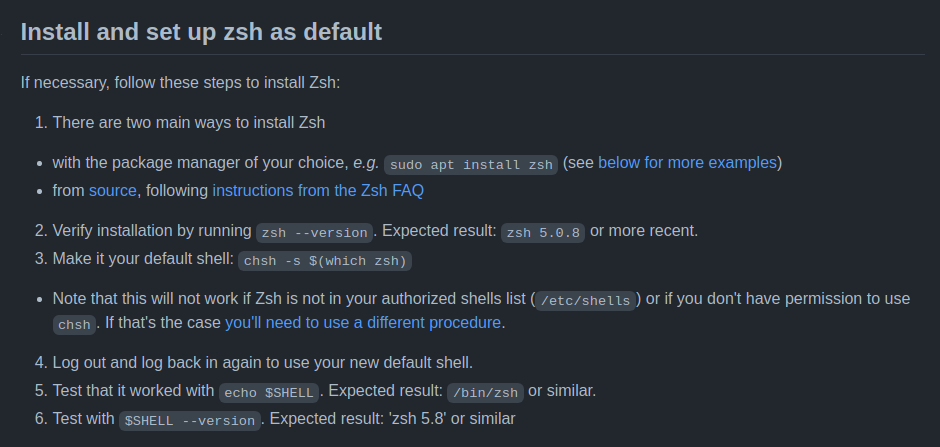 Install and set up zsh as default
If necessary, follow these steps to install Zsh:
1. There are two main ways to install Zsh
• with the package manager of your choice, e.g. sudo apt install zsh (see below for more examples)
• from source, following instructions from the Zsh FAQ
2. Verify installation by running zsh --version. Expected result: zsh 5.0.8 or more recent.
3. Make it your default shell: chsh -s $(which zsh)
• Note that this will not work if Zsh is not in your authorized shells list (/etc/shells) or if you don't have permission to use
chsh. If that's the case you'll need to use a different procedure.
4. Log out and log back in again to use your new default shell.
5. Test that it worked with echo $SHELL. Expected result: /bin/zsh or similar.
6. Test with $SHELL --version. Expected result: 'zsh 5.8' or similar